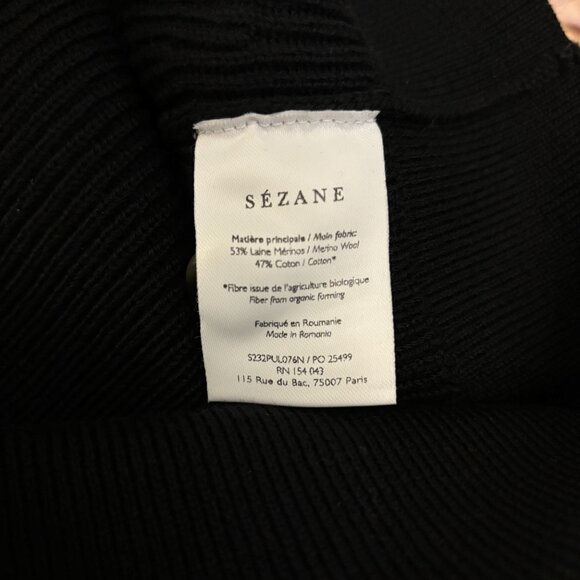 SÉZANE
Matière principale / Main fabric
53% Laine Mérinos / Merino Wool
47% Coton / Cotton*
*Fibre issue de l'agriculture biologique
Fiber from organic farming
Fabriqué en Roumanie
Made in Romania
S232PUL076N / PO 25499
RN 154 043
115 Rue du Bac, 75007 Paris